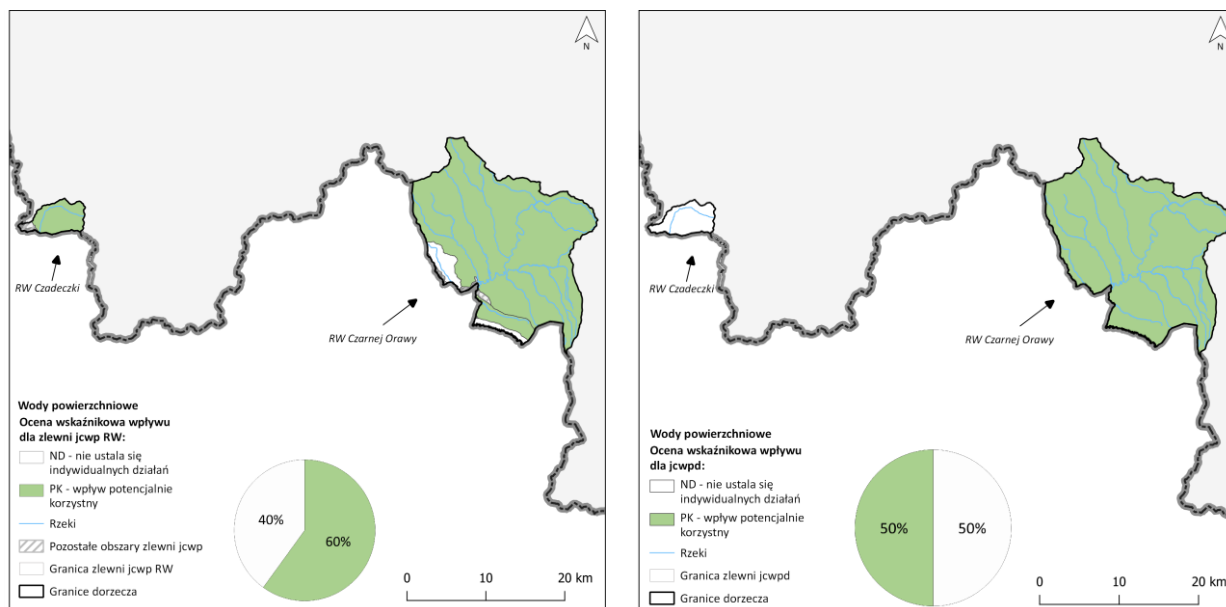 N
RW Czadeczki
RW Czarnej Orawy
Wody powierzchniowe
Ocena wskaźnikowa wpływu
dla zlewni jcwp RW:
ND - nie ustala się
indywidualnych działań
PK - wpływ potencjalnie
korzystny
Rzeki
Pozostałe obszary zlewni jcwp
Granica zlewni jcwp RW
Granice dorzecza
40%
60%
0 10 20 km
N
RW Czadeczki
RW Czarnej Orawy
Wody powierzchniowe
Ocena wskaźnikowa wpływu
dla jcwpd:
ND - nie ustala się
indywidualnych działań
PK - wpływ potencjalnie
korzystny
Rzeki
Granica zlewni jcwpd
Granice dorzecza
50% 50%
0 10 20 km